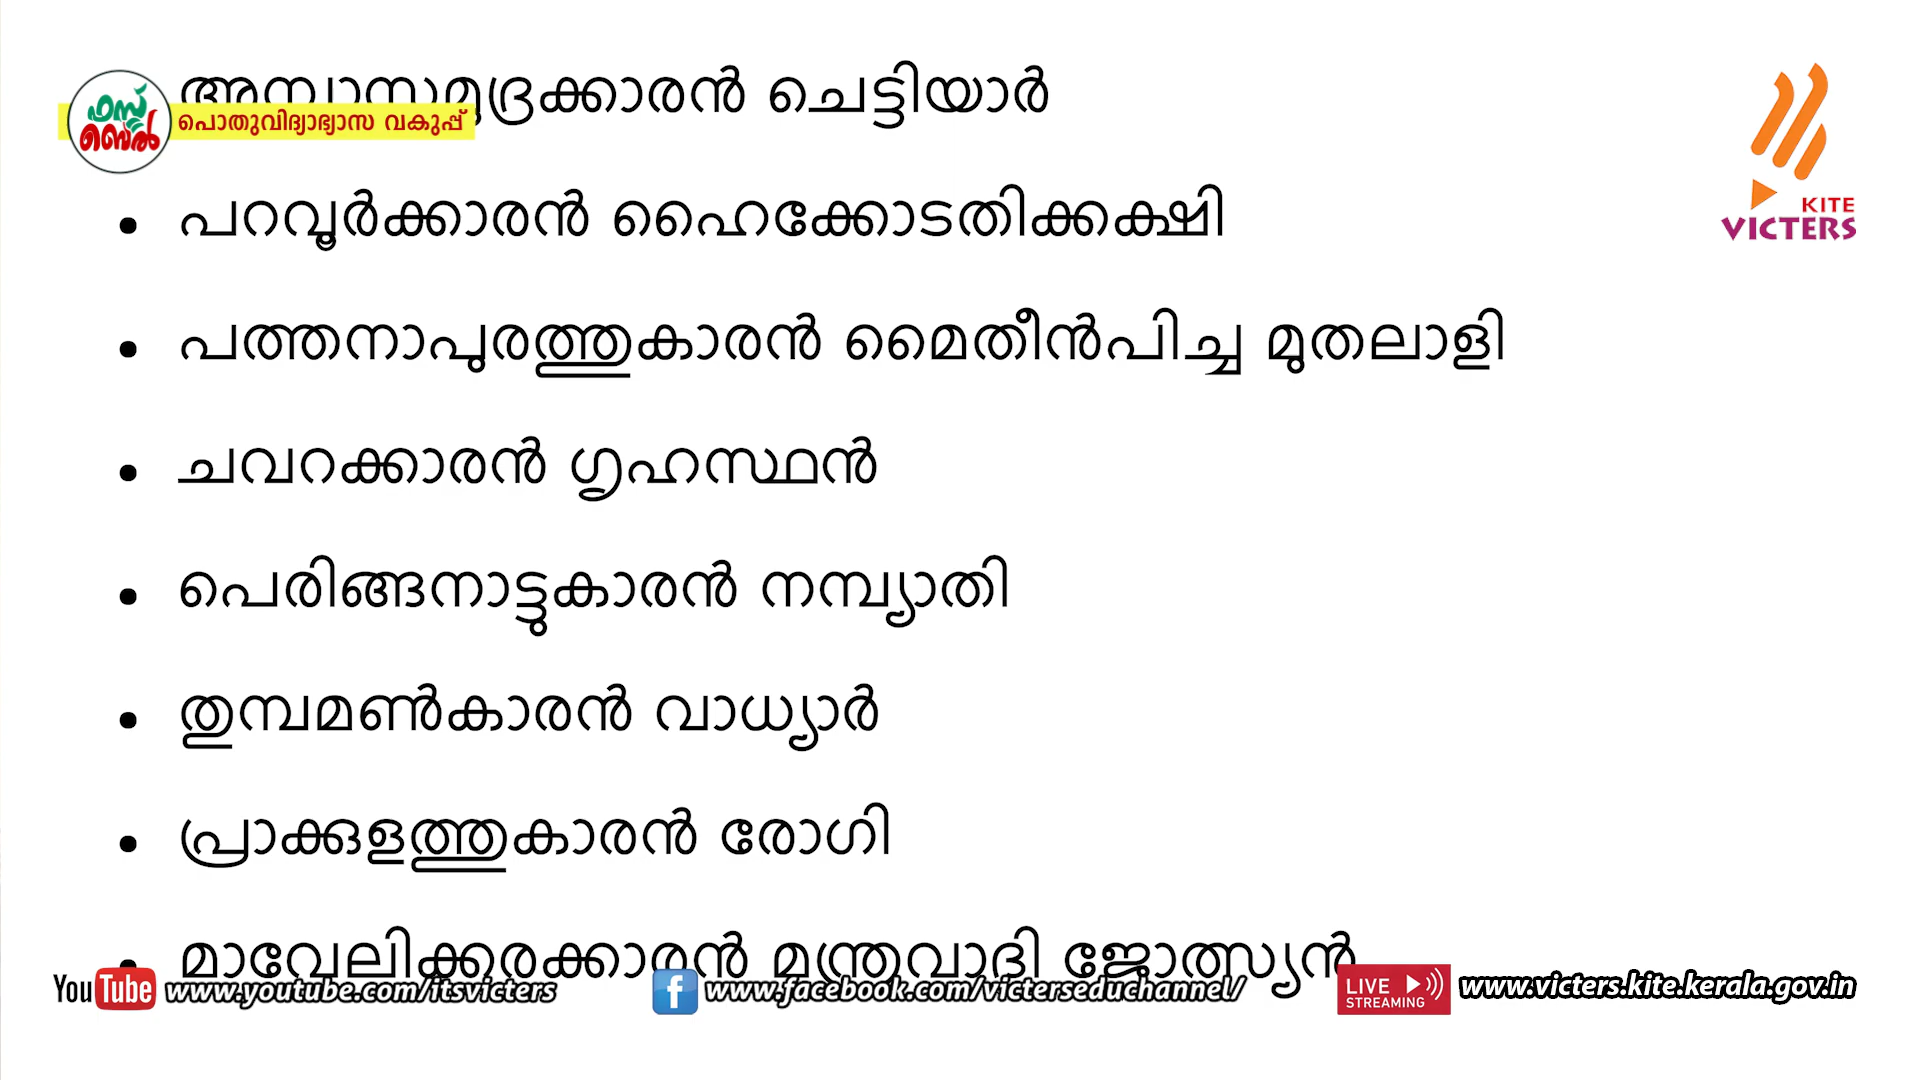 അമ്പാസമുദ്രക്കാരൻ ചെട്ടിയാർ
ഫസ്റ്റ്
ബെൽ
പൊതുവിദ്യാഭ്യാസ വകുപ്പ്
• പറവൂർക്കാരൻ ഹൈക്കോടതിക്കക്ഷി
KITE
VICTERS
• പത്തനാപുരത്തുകാരൻ മൈതീൻപിച്ച മുതലാളി
• ചവറക്കാരൻ ഗൃഹസ്ഥൻ
• പെരിങ്ങനാട്ടുകാരൻ നമ്പ്യാതി
• തുമ്പമൺകാരൻ വാധ്യാർ
• പ്രാക്കുളത്തുകാരൻ രോഗി
• മാവേലിക്കരക്കാരൻ മന്ത്രവാദി ജോത്സ്യൻ
YouTube www.youtube.com/itsvicters f www.facebook.com/victerseduchannel/ LIVE STREAMING www.victers.kite.kerala.gov.in